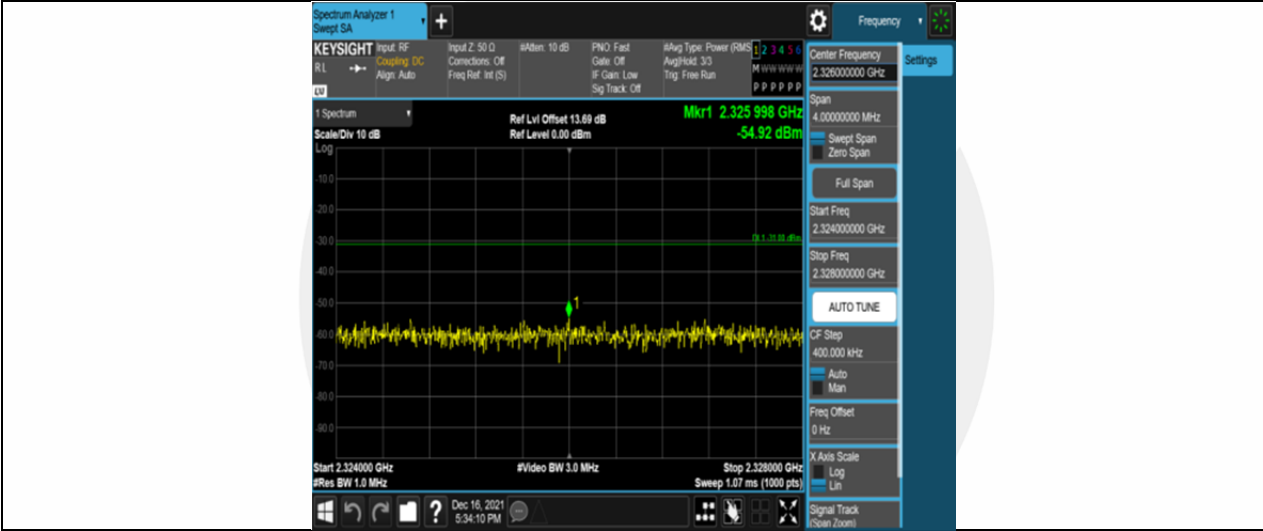 Spectrum Analyzer 1
Swept SA
+
Frequency
KEYSIGHT
RL
LV
Input: RF
Coupling: DC
Align: Auto
Input Z: 50 Ω
Corrections: Off
Freq Ref: Int (S)
#Atten: 10 dB
PNO: Fast
Gate: Off
IF Gain: Low
Sig Track: Off
#Avg Type: Power (RMS
Avg|Hold: 3/3
Trig: Free Run
1 2 3 4 5 6
M W W W W W
P P P P P P
Center Frequency
2.326000000 GHz
Settings
Span
4.00000000 MHz
Swept Span
Zero Span
Full Span
Start Freq
2.324000000 GHz
Stop Freq
2.328000000 GHz
AUTO TUNE
CF Step
400.000 kHz
Auto
Man
Freq Offset
0 Hz
X Axis Scale
Log
Lin
Signal Track
(Span Zoom)
1 Spectrum
Scale/Div 10 dB
Log
Ref Lvl Offset 13.69 dB
Ref Level 0.00 dBm
Mkr1 2.325 998 GHz
-54.92 dBm
-10.0
-20.0
-30.0
-40.0
-50.0
-60.0
-70.0
-80.0
-90.0
DL1 -31.00 dBm
1
Start 2.324000 GHz
#Res BW 1.0 MHz
#Video BW 3.0 MHz
Stop 2.328000 GHz
Sweep 1.07 ms (1000 pts)
?
Dec 16, 2021
5:34:10 PM